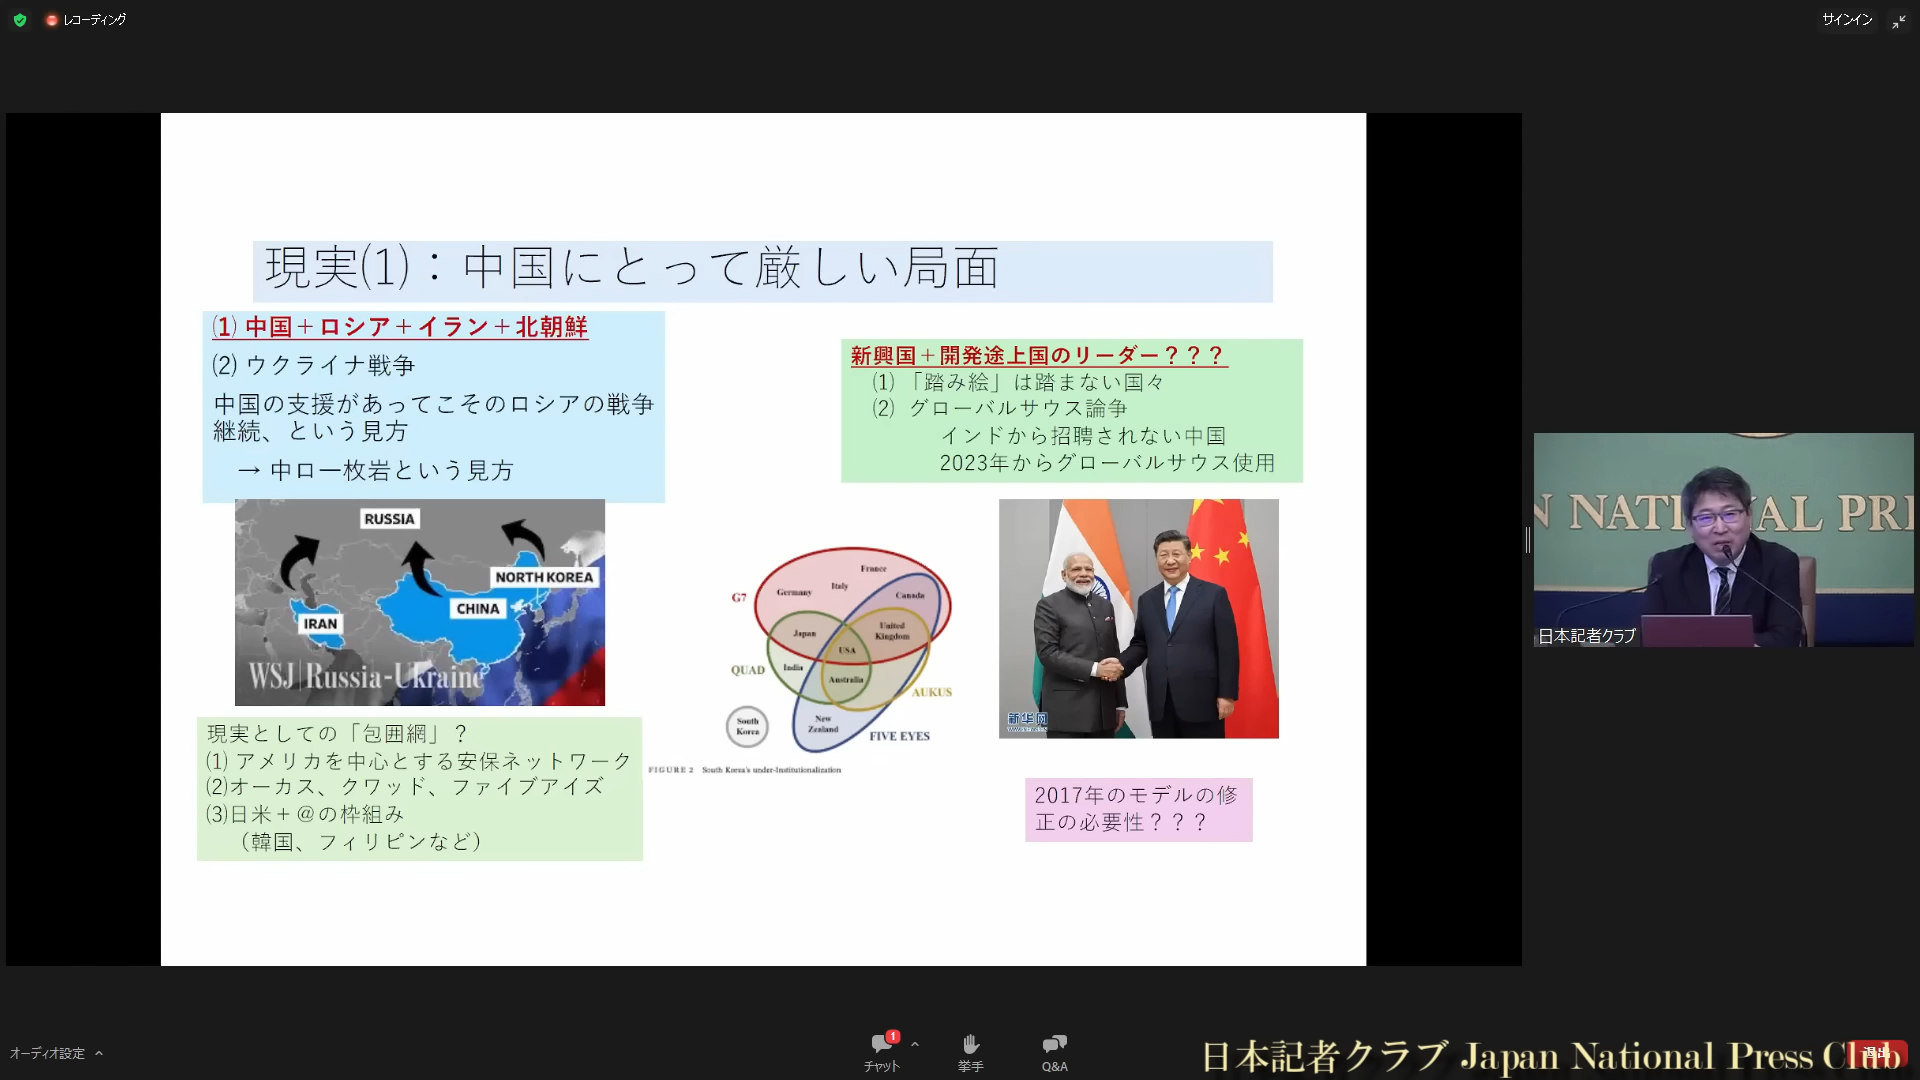 レコーディング
サインイン
現実(1)：中国にとって厳しい局面
(1) 中国＋ロシア＋イラン＋北朝鮮
(2) ウクライナ戦争
中国の支援があってこそのロシアの戦争
継続、という見方
→ 中ロ一枚岩という見方
新興国＋開発途上国のリーダー？？？
(1) 「踏み絵」は踏まない国々
(2) グローバルサウス論争
インドから招聘されない中国
2023年からグローバルサウス使用
RUSSIA
NORTH KOREA
CHINA
IRAN
WSJ | Russia-Ukraine
G7
France
Italy
Germany
Canada
Japan
United
Kingdom
USA
QUAD
India
Australia
AUKUS
South
Korea
New
Zealand
FIVE EYES
FIGURE 2 South Korea's under-Institutionalization
新华网
現実としての「包囲網」？
(1) アメリカを中心とする安保ネットワーク
(2)オーカス、クワッド、ファイブアイズ
(3)日米＋@の枠組み
（韓国、フィリピンなど）
2017年のモデルの修
正の必要性？？？
N NATIONAL PRE
日本記者クラブ
オーディオ設定
1
チャット
挙手
Q&A
日本記者クラブ Japan National Press Club
退出